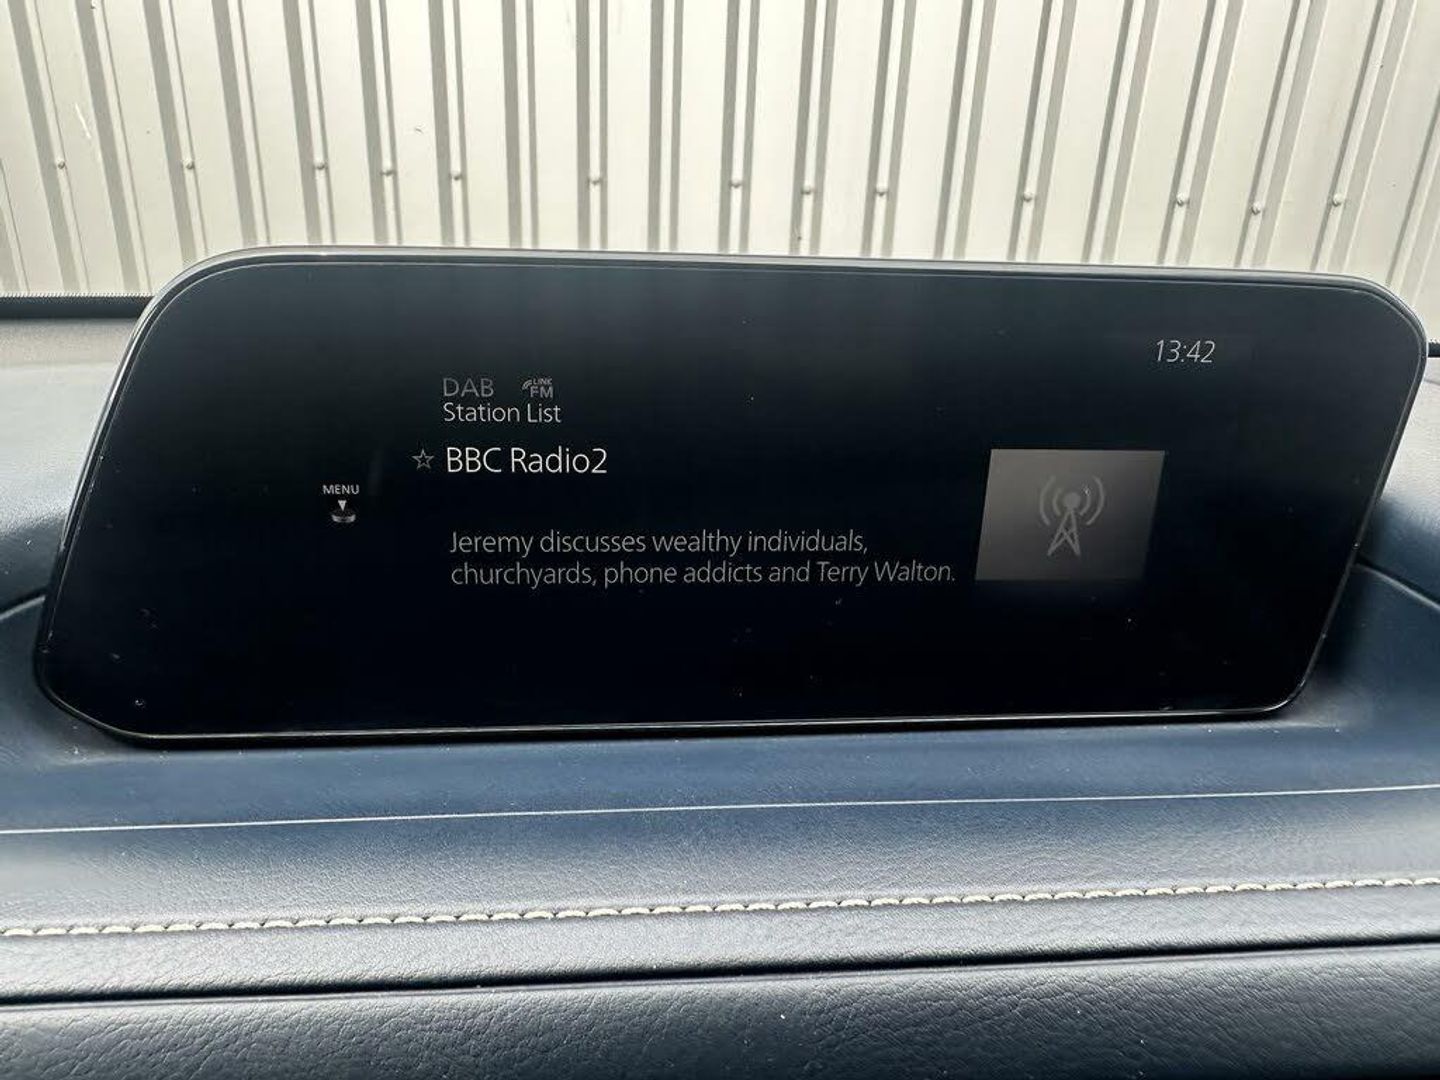 13:42
DAB LINK FM
Station List
☆ BBC Radio2
MENU
Jeremy discusses wealthy individuals,
churchyards, phone addicts and Terry Walton.